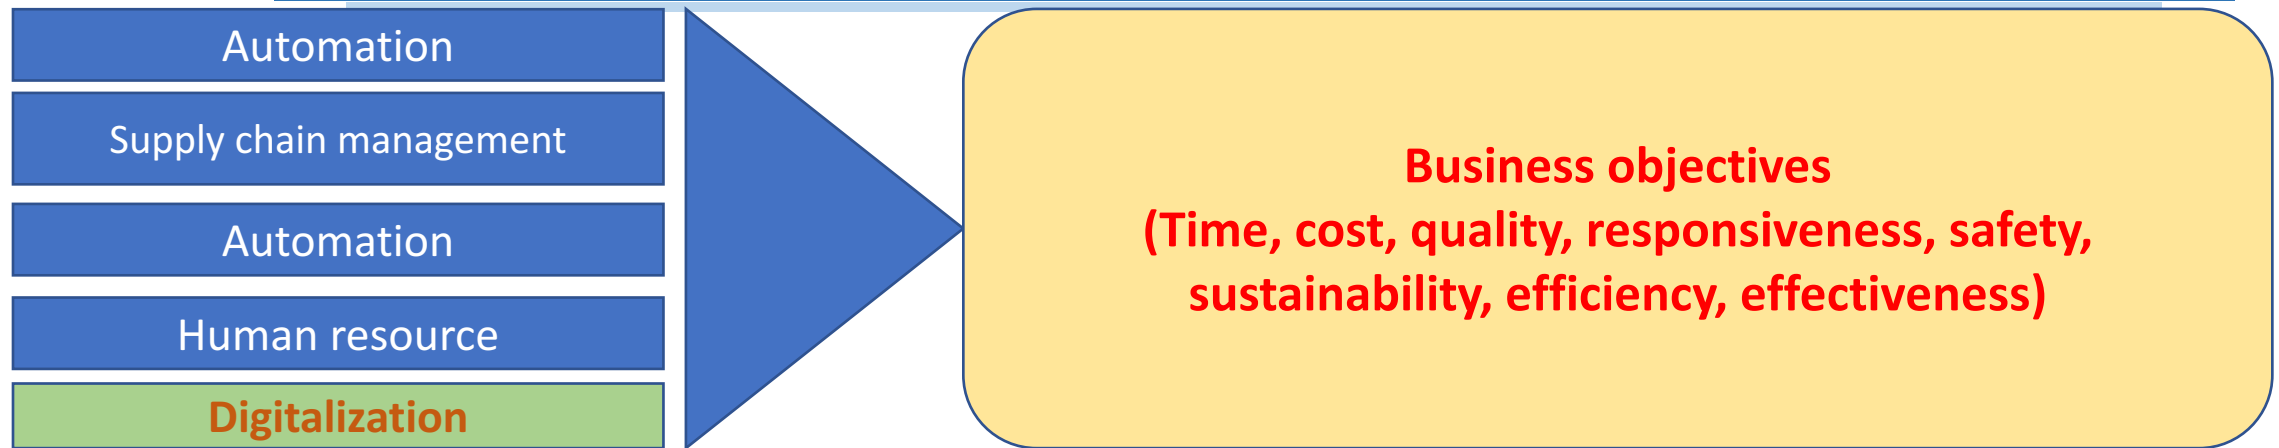 Automation
Supply chain management
Automation
Human resource
Digitalization
Business objectives
(Time, cost, quality, responsiveness, safety,
sustainability, efficiency, effectiveness)